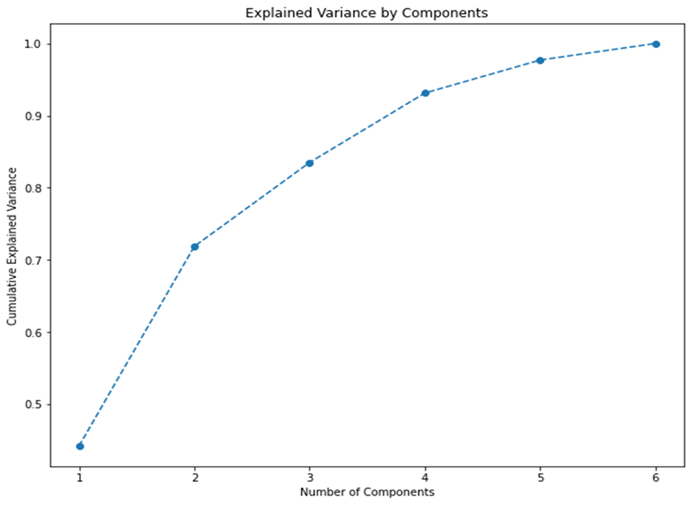 Explained Variance by Components
1.0
0.9
0.8
0.7
0.6
0.5
Cumulative Explained Variance
1 2 3 4 5 6
Number of Components